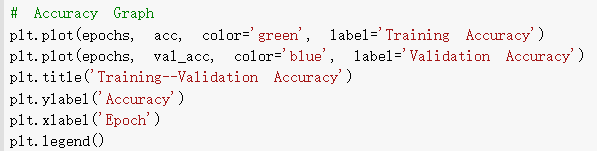 # Accuracy Graph
plt.plot(epochs, acc, color='green', label='Training Accuracy')
plt.plot(epochs, val_acc, color='blue', label='Validation Accuracy')
plt.title('Training--Validation Accuracy')
plt.ylabel('Accuracy')
plt.xlabel('Epoch')
plt.legend()